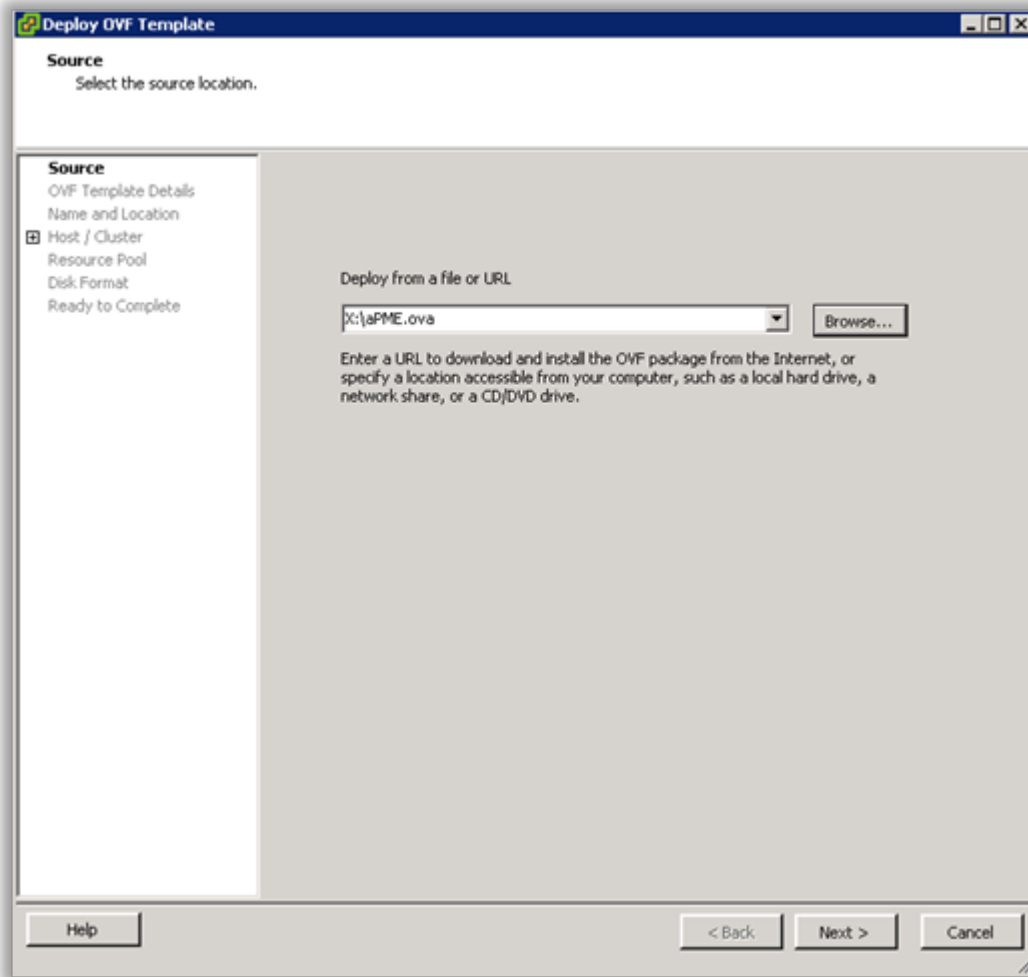 Deploy OVF Template
Source
Select the source location.
Source
OVF Template Details
Name and Location
Host / Cluster
Resource Pool
Disk Format
Ready to Complete
Deploy from a file or URL
X:\aPME.ova
Browse...
Enter a URL to download and install the OVF package from the Internet, or
specify a location accessible from your computer, such as a local hard drive, a
network share, or a CD/DVD drive.
Help
< Back
Next >
Cancel